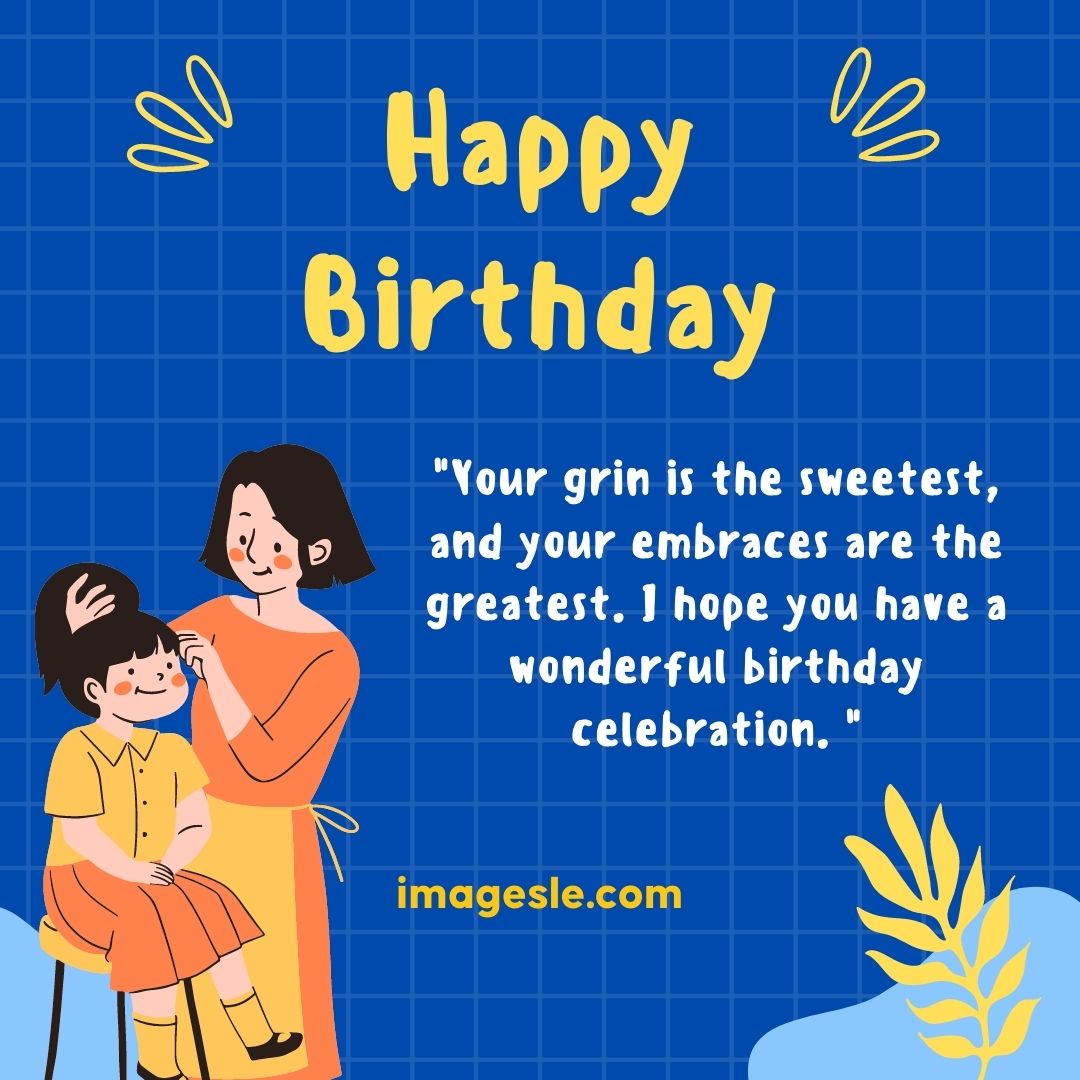 Happy
Birthday
"Your grin is the sweetest,
and your embraces are the
greatest. I hope you have a
wonderful birthday
celebration. "
imagesle.com